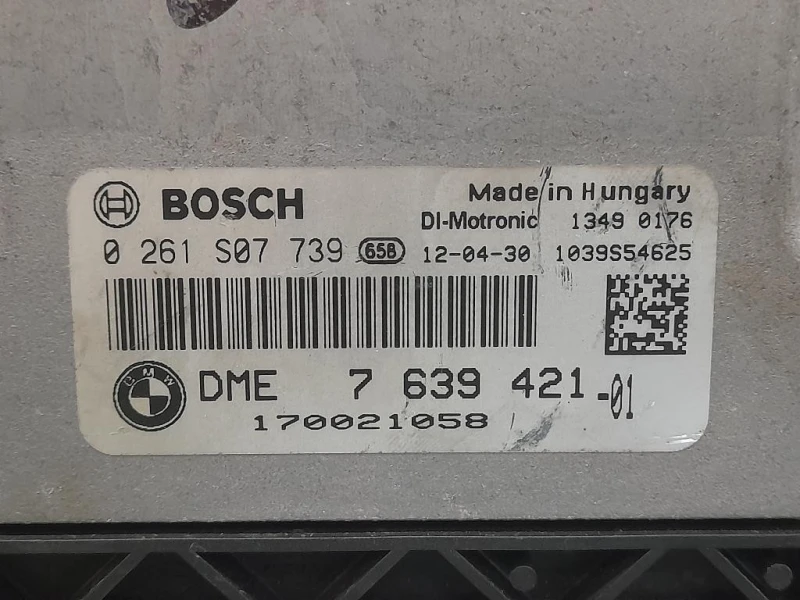 BOSCH Made in Hungary
DI-Motronic 1349 0176
0 261 S07 739 65B 12-04-30 1039S54625
BMW DME 7 639 421-01
170021058